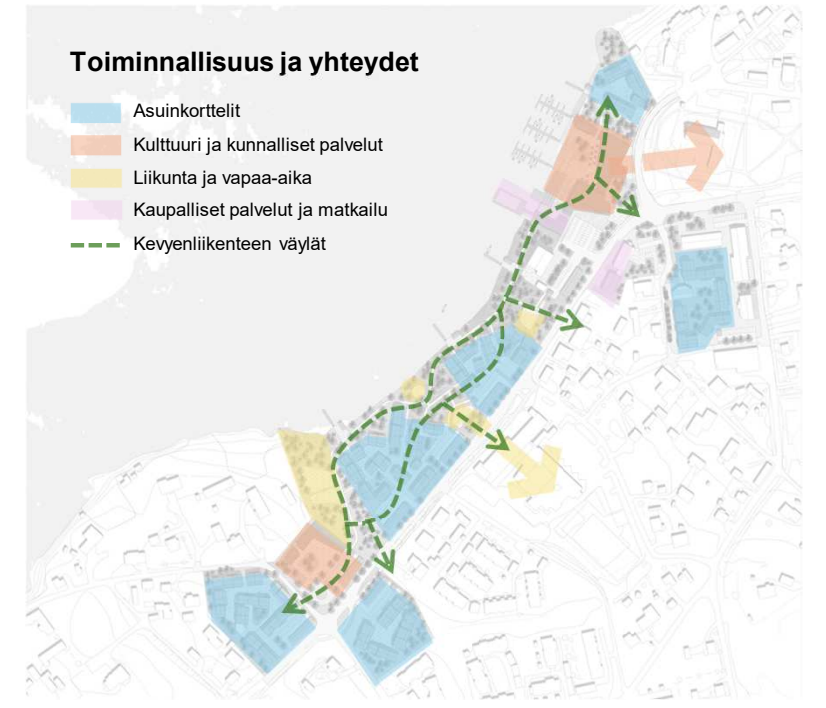 Toiminnallisuus ja yhteydet
Asuinkorttelit
Kulttuuri ja kunnalliset palvelut
Liikunta ja vapaa-aika
Kaupalliset palvelut ja matkailu
Kevyenliikenteen väylät